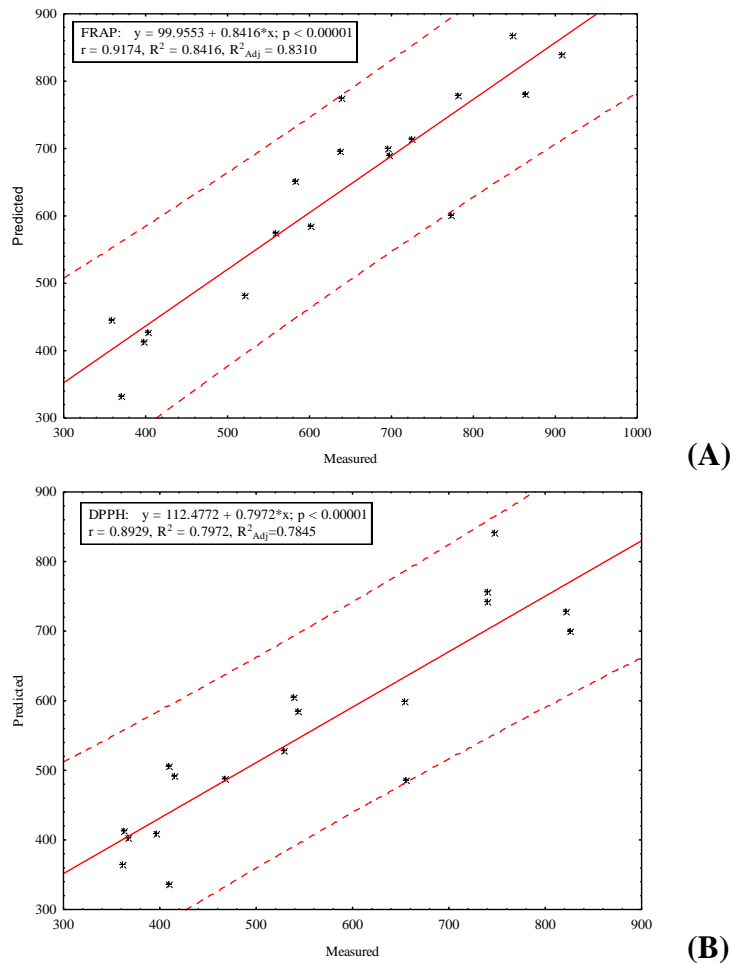 900
800
700
600
500
400
300
Predicted
FRAP: y = 99.9553 + 0.8416*x; p < 0.00001
r = 0.9174, R² = 0.8416, R²Adj = 0.8310
300 400 500 600 700 800 900 1000
Measured
(A)
900
800
700
600
500
400
300
Predicted
DPPH: y = 112.4772 + 0.7972*x; p < 0.00001
r = 0.8929, R² = 0.7972, R²Adj=0.7845
300 400 500 600 700 800 900
Measured
(B)